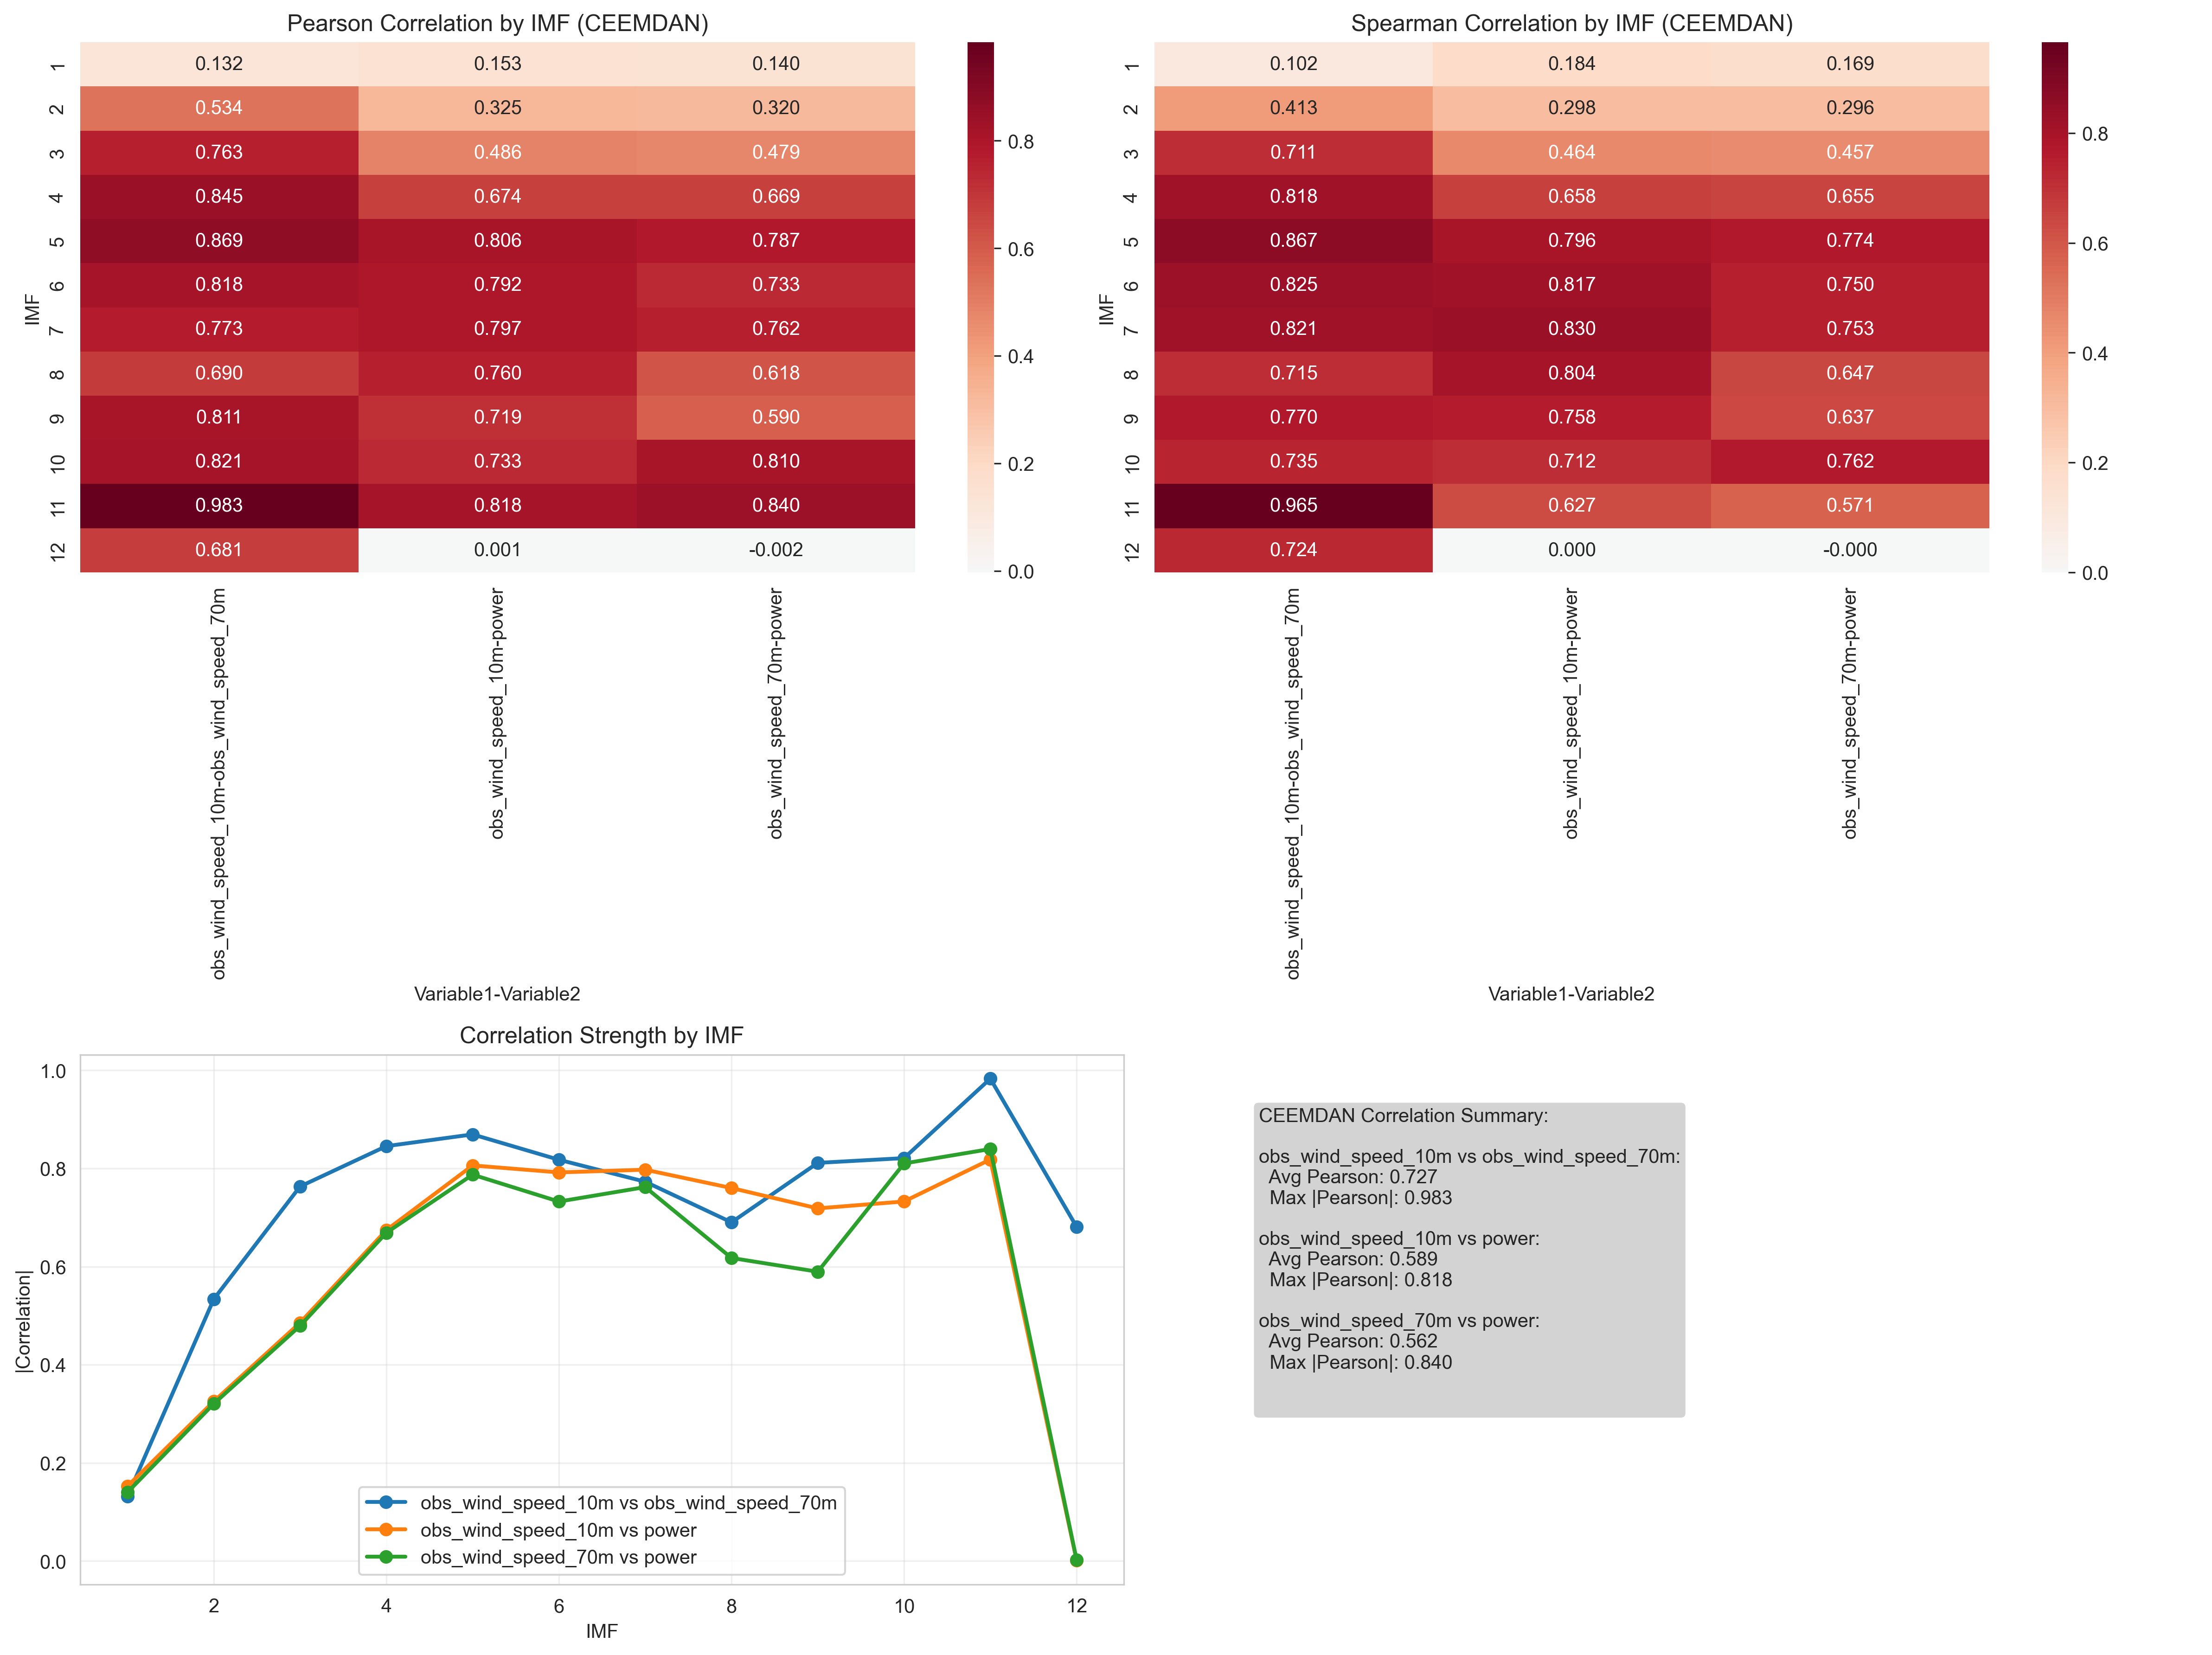 Pearson Correlation by IMF (CEEMDAN)
IMF
1 0.132 0.153 0.140
2 0.534 0.325 0.320
3 0.763 0.486 0.479
4 0.845 0.674 0.669
5 0.869 0.806 0.787
6 0.818 0.792 0.733
7 0.773 0.797 0.762
8 0.690 0.760 0.618
9 0.811 0.719 0.590
10 0.821 0.733 0.810
11 0.983 0.818 0.840
12 0.681 0.001 -0.002
obs_wind_speed_10m-obs_wind_speed_70m
obs_wind_speed_10m-power
obs_wind_speed_70m-power
Variable1-Variable2
0.8
0.6
0.4
0.2
0.0
Spearman Correlation by IMF (CEEMDAN)
IMF
1 0.102 0.184 0.169
2 0.413 0.298 0.296
3 0.711 0.464 0.457
4 0.818 0.658 0.655
5 0.867 0.796 0.774
6 0.825 0.817 0.750
7 0.821 0.830 0.753
8 0.715 0.804 0.647
9 0.770 0.758 0.637
10 0.735 0.712 0.762
11 0.965 0.627 0.571
12 0.724 0.000 -0.000
obs_wind_speed_10m-obs_wind_speed_70m
obs_wind_speed_10m-power
obs_wind_speed_70m-power
Variable1-Variable2
0.8
0.6
0.4
0.2
0.0
Correlation Strength by IMF
|Correlation|
1.0
0.8
0.6
0.4
0.2
0.0
obs_wind_speed_10m vs obs_wind_speed_70m
obs_wind_speed_10m vs power
obs_wind_speed_70m vs power
2 4 6 8 10 12
IMF
CEEMDAN Correlation Summary:
obs_wind_speed_10m vs obs_wind_speed_70m:
Avg Pearson: 0.727
Max |Pearson|: 0.983
obs_wind_speed_10m vs power:
Avg Pearson: 0.589
Max |Pearson|: 0.818
obs_wind_speed_70m vs power:
Avg Pearson: 0.562
Max |Pearson|: 0.840